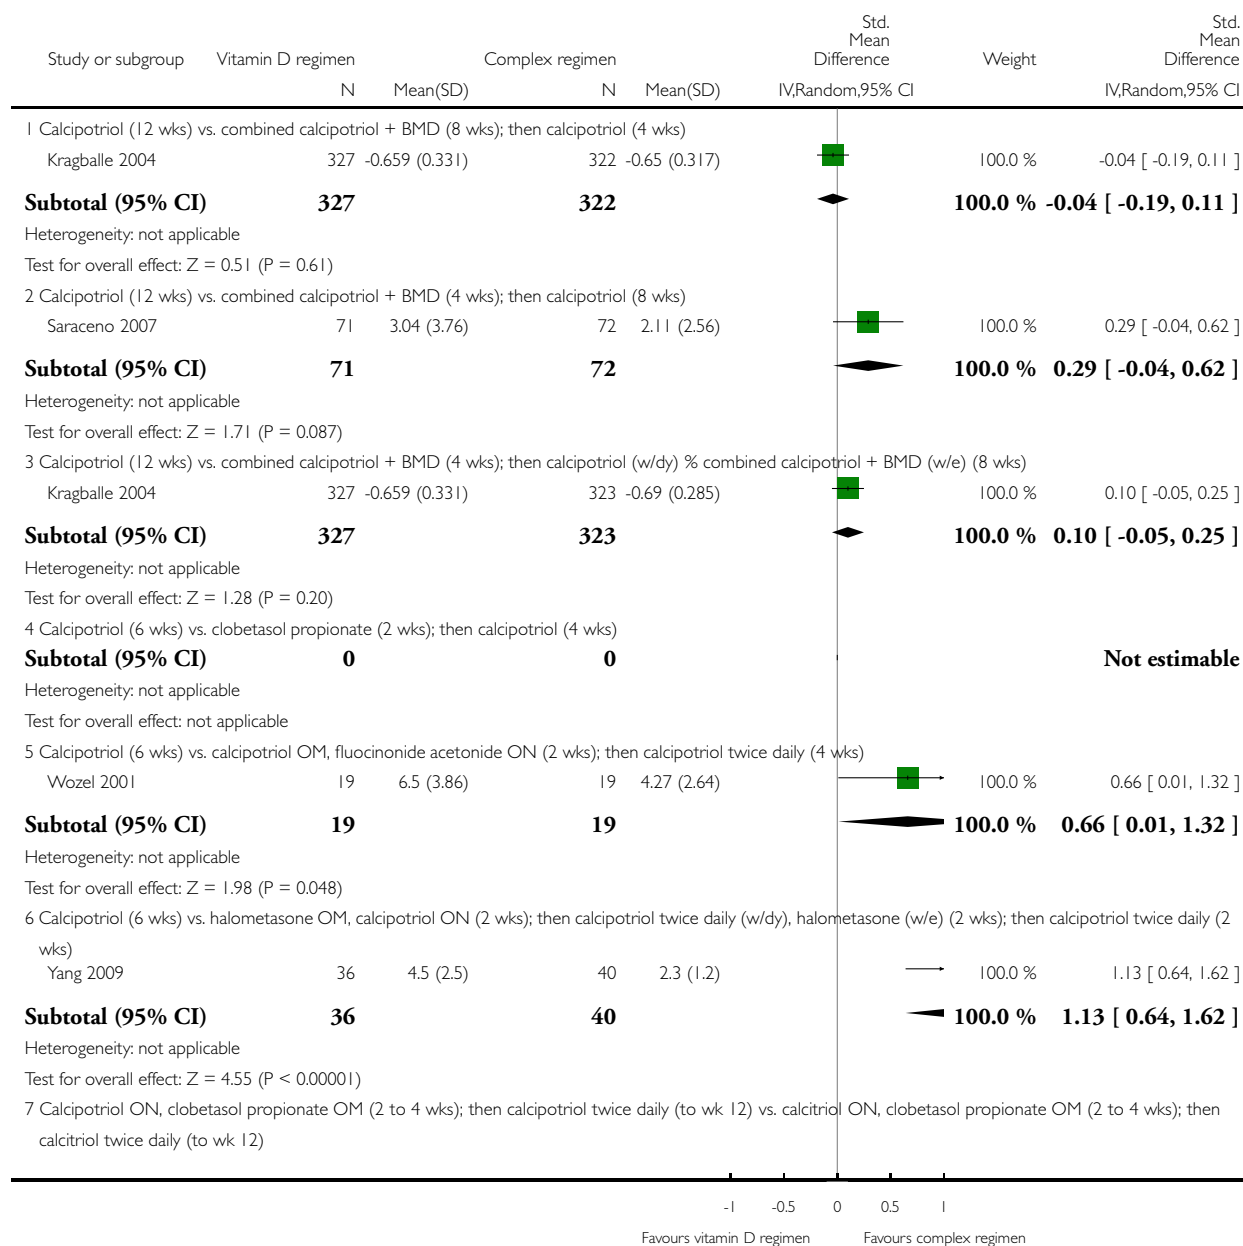 Study or subgroup Vitamin D regimen Complex regimen Std. Mean Difference Weight Std. Mean Difference
N Mean(SD) N Mean(SD) IV,Random,95% CI IV,Random,95% CI
1 Calcipotriol (12 wks) vs. combined calcipotriol + BMD (8 wks); then calcipotriol (4 wks)
Kragballe 2004 327 -0.659 (0.331) 322 -0.65 (0.317) 100.0 % -0.04 [ -0.19, 0.11 ]
Subtotal (95% CI) 327 322 100.0 % -0.04 [ -0.19, 0.11 ]
Heterogeneity: not applicable
Test for overall effect: Z = 0.51 (P = 0.61)
2 Calcipotriol (12 wks) vs. combined calcipotriol + BMD (4 wks); then calcipotriol (8 wks)
Saraceno 2007 71 3.04 (3.76) 72 2.11 (2.56) 100.0 % 0.29 [ -0.04, 0.62 ]
Subtotal (95% CI) 71 72 100.0 % 0.29 [ -0.04, 0.62 ]
Heterogeneity: not applicable
Test for overall effect: Z = 1.71 (P = 0.087)
3 Calcipotriol (12 wks) vs. combined calcipotriol + BMD (4 wks); then calcipotriol (w/dy) % combined calcipotriol + BMD (w/e) (8 wks)
Kragballe 2004 327 -0.659 (0.331) 323 -0.69 (0.285) 100.0 % 0.10 [ -0.05, 0.25 ]
Subtotal (95% CI) 327 323 100.0 % 0.10 [ -0.05, 0.25 ]
Heterogeneity: not applicable
Test for overall effect: Z = 1.28 (P = 0.20)
4 Calcipotriol (6 wks) vs. clobetasol propionate (2 wks); then calcipotriol (4 wks)
Subtotal (95% CI) 0 0 Not estimable
Heterogeneity: not applicable
Test for overall effect: not applicable
5 Calcipotriol (6 wks) vs. calcipotriol OM, fluocinonide acetonide ON (2 wks); then calcipotriol twice daily (4 wks)
Wozel 2001 19 6.5 (3.86) 19 4.27 (2.64) 100.0 % 0.66 [ 0.01, 1.32 ]
Subtotal (95% CI) 19 19 100.0 % 0.66 [ 0.01, 1.32 ]
Heterogeneity: not applicable
Test for overall effect: Z = 1.98 (P = 0.048)
6 Calcipotriol (6 wks) vs. halometasone OM, calcipotriol ON (2 wks); then calcipotriol twice daily (w/dy), halometasone (w/e) (2 wks); then calcipotriol twice daily (2
wks)
Yang 2009 36 4.5 (2.5) 40 2.3 (1.2) 100.0 % 1.13 [ 0.64, 1.62 ]
Subtotal (95% CI) 36 40 100.0 % 1.13 [ 0.64, 1.62 ]
Heterogeneity: not applicable
Test for overall effect: Z = 4.55 (P < 0.00001)
7 Calcipotriol ON, clobetasol propionate OM (2 to 4 wks); then calcipotriol twice daily (to wk 12) vs. calcitriol ON, clobetasol propionate OM (2 to 4 wks); then
calcitriol twice daily (to wk 12)
-1 -0.5 0 0.5 1
Favours vitamin D regimen Favours complex regimen